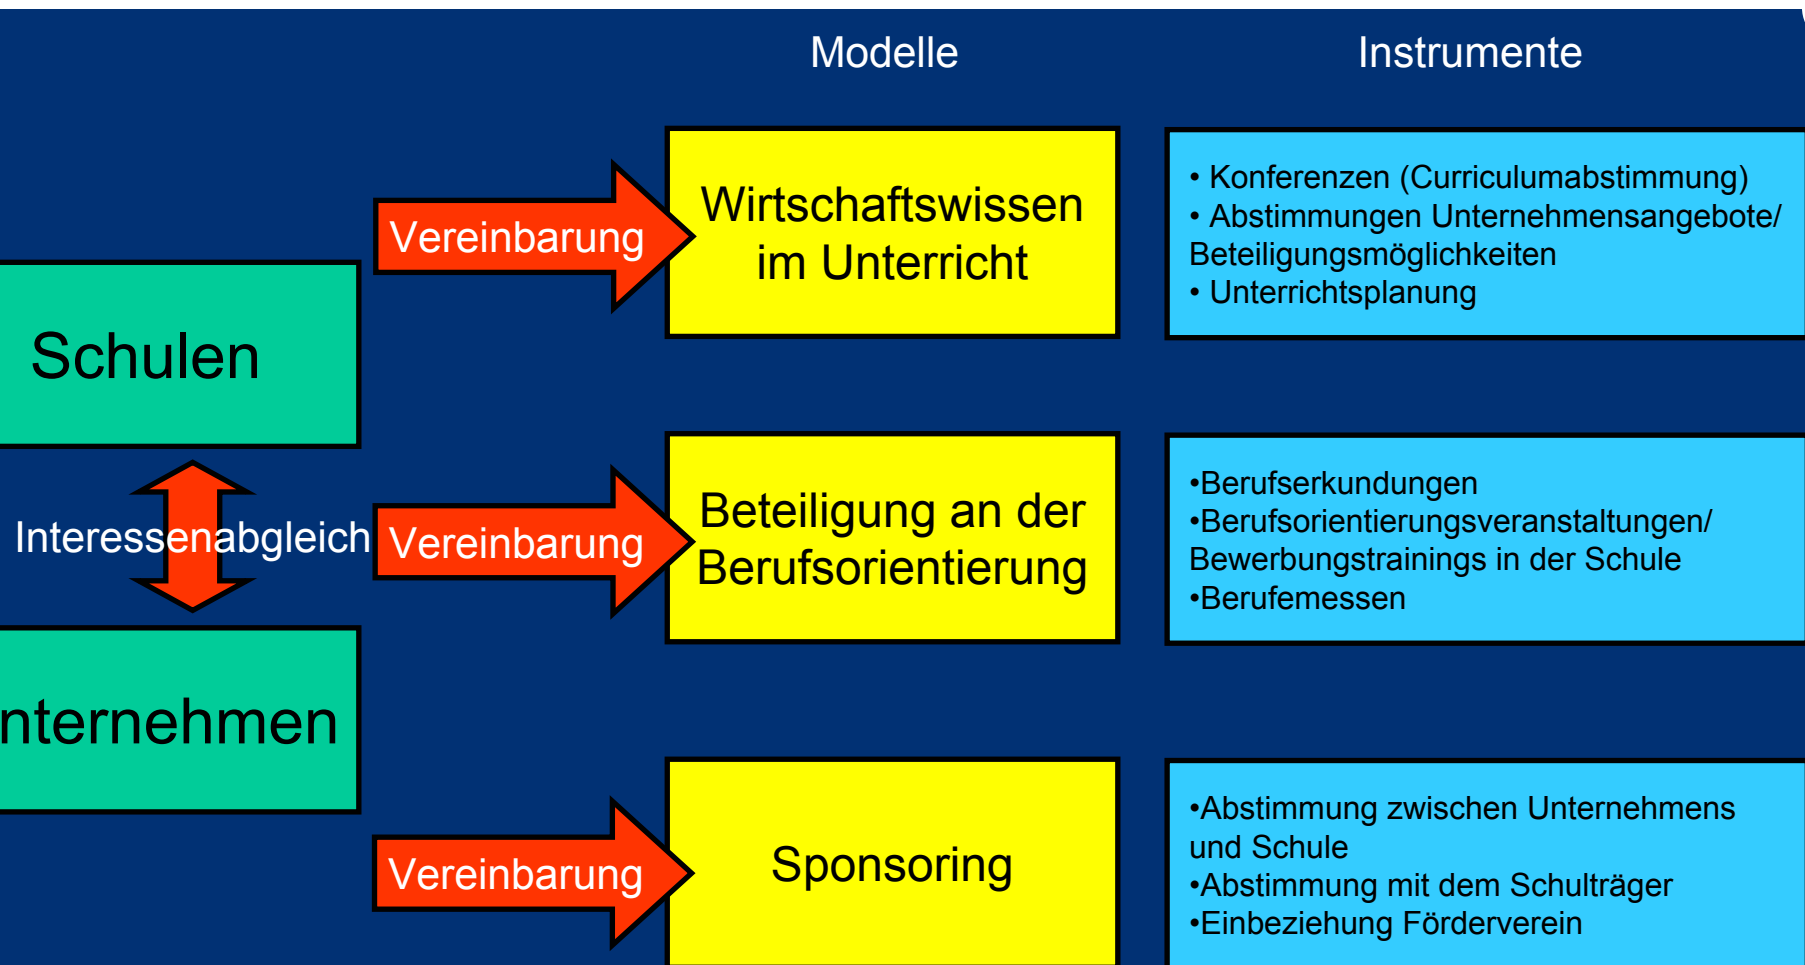 Modelle
Instrumente
Schulen
Interessenabgleich
nternehmen
Vereinbarung
Wirtschaftswissen
im Unterricht
• Konferenzen (Curriculumabstimmung)
• Abstimmungen Unternehmensangebote/
Beteiligungsmöglichkeiten
• Unterrichtsplanung
Vereinbarung
Beteiligung an der
Berufsorientierung
•Berufserkundungen
•Berufsorientierungsveranstaltungen/
Bewerbungstrainings in der Schule
•Berufemessen
Vereinbarung
Sponsoring
•Abstimmung zwischen Unternehmens
und Schule
•Abstimmung mit dem Schulträger
•Einbeziehung Förderverein